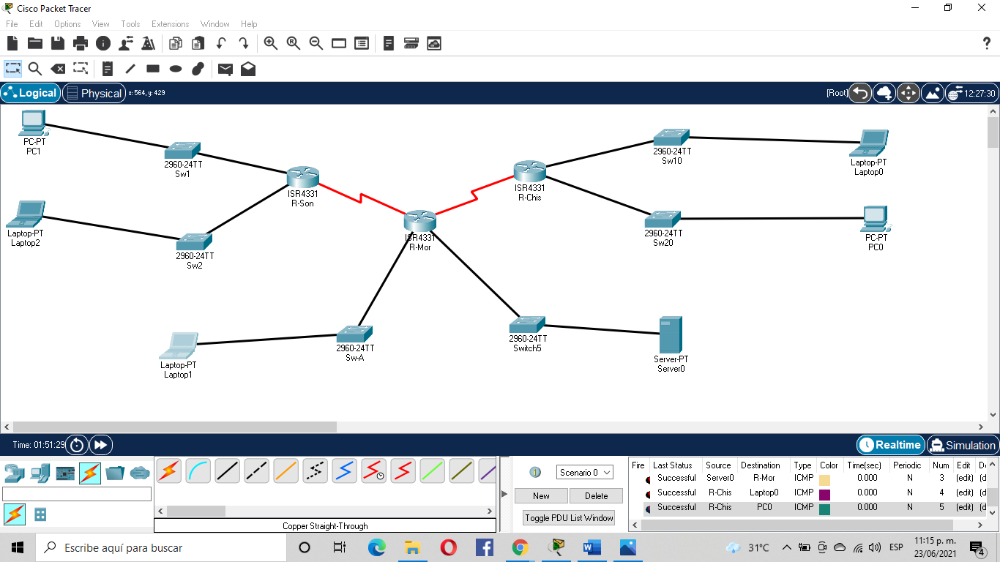 Cisco Packet Tracer
File Edit Options View Tools Extensions Window Help
Logical Physical x: 564, y: 429 [Root] 12:27:30
PC-PT
PC1
2960-24TT
Sw1
Laptop-PT
Laptop2
2960-24TT
Sw2
ISR4331
R-Son
ISR4331
R-Mor
ISR4331
R-Chis
2960-24TT
Sw10
Laptop-PT
Laptop0
2960-24TT
Sw20
PC-PT
PC0
Laptop-PT
Laptop1
2960-24TT
Sw-A
2960-24TT
Switch5
Server-PT
Server0
Time: 01:51:29 Realtime Simulation
Copper Straight-Through
Scenario 0
New Delete
Toggle PDU List Window
Fire Last Status Source Destination Type Color Time(sec) Periodic Num Edit
Successful Server0 R-Mor ICMP 0.000 N 3 (edit) (d
Successful R-Chis Laptop0 ICMP 0.000 N 4 (edit) (d
Successful R-Chis PC0 ICMP 0.000 N 5 (edit) (d
Escribe aquí para buscar
31°C ESP 11:15 p. m.
23/06/2021
4